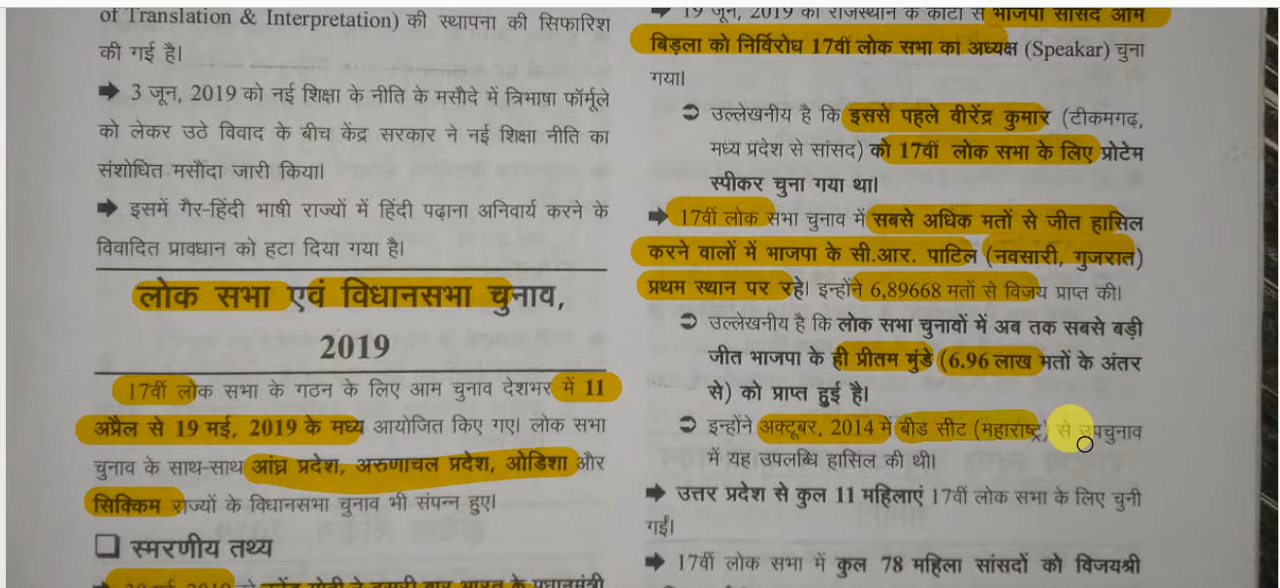 of Translation & Interpretation) की स्थापना की सिफारिश
की गई है।
➡ 3 जून, 2019 को नई शिक्षा के नीति के मसौदे में त्रिभाषा फॉर्मूले
को लेकर उठे विवाद के बीच केंद्र सरकार ने नई शिक्षा नीति का
संशोधित मसौदा जारी किया।
➡ इसमें गैर-हिंदी भाषी राज्यों में हिंदी पढ़ाना अनिवार्य करने के
विवादित प्रावधान को हटा दिया गया है।
लोक सभा एवं विधानसभा चुनाव,
2019
17वीं लोक सभा के गठन के लिए आम चुनाव देशभर में 11
अप्रैल से 19 मई, 2019 के मध्य आयोजित किए गए। लोक सभा
चुनाव के साथ-साथ आंध्र प्रदेश, अरुणाचल प्रदेश, ओडिशा और
सिक्किम राज्यों के विधानसभा चुनाव भी संपन्न हुए।
❑ स्मरणीय तथ्य
➡ 19 जून, 2019 को राजस्थान के कोटा से भाजपा सांसद ओम
बिड़ला को निर्विरोध 17वीं लोक सभा का अध्यक्ष (Speakar) चुना
गया।
➲ उल्लेखनीय है कि इससे पहले वीरेंद्र कुमार (टीकमगढ़,
मध्य प्रदेश से सांसद) को 17वीं लोक सभा के लिए प्रोटेम
स्पीकर चुना गया था।
➡ 17वीं लोक सभा चुनाव में सबसे अधिक मतों से जीत हासिल
करने वालों में भाजपा के सी.आर. पाटिल (नवसारी, गुजरात)
प्रथम स्थान पर रहे। इन्होंने 6,89668 मतों से विजय प्राप्त की।
➲ उल्लेखनीय है कि लोक सभा चुनावों में अब तक सबसे बड़ी
जीत भाजपा के ही प्रीतम मुंडे (6.96 लाख मतों के अंतर
से) को प्राप्त हुई है।
➲ इन्होंने अक्टूबर, 2014 में बीड सीट (महाराष्ट्र) से उपचुनाव
में यह उपलब्धि हासिल की थी।
➡ उत्तर प्रदेश से कुल 11 महिलाएं 17वीं लोक सभा के लिए चुनी
गईं।
➡ 17वीं लोक सभा में कुल 78 महिला सांसदों को विजयश्री